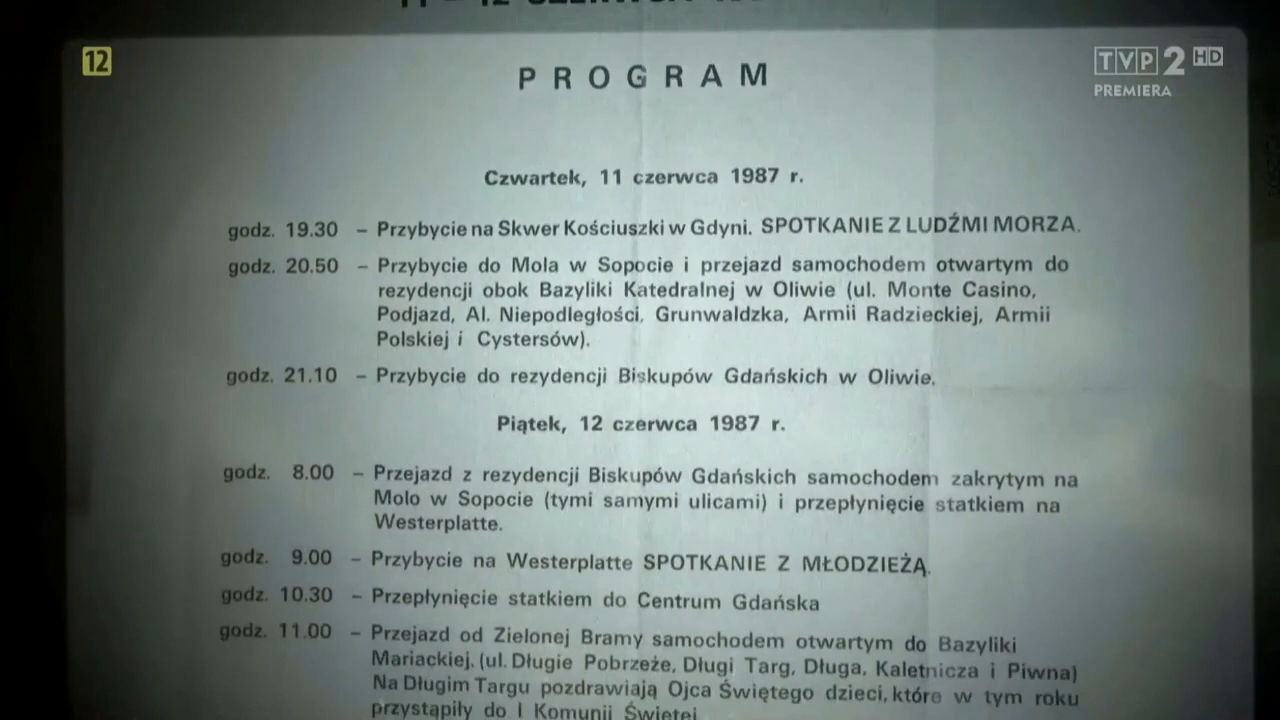 12
TVP 2 HD
PREMIERA
PROGRAM
Czwartek, 11 czerwca 1987 r.
godz. 19.30 – Przybycie na Skwer Kościuszki w Gdyni. SPOTKANIE Z LUDŹMI MORZA.
godz. 20.50 – Przybycie do Mola w Sopocie i przejazd samochodem otwartym do
rezydencji obok Bazyliki Katedralnej w Oliwie (ul. Monte Casino,
Podjazd, Al. Niepodległości, Grunwaldzka, Armii Radzieckiej, Armii
Polskiej i Cystersów).
godz. 21.10 – Przybycie do rezydencji Biskupów Gdańskich w Oliwie.
Piątek, 12 czerwca 1987 r.
godz. 8.00 – Przejazd z rezydencji Biskupów Gdańskich samochodem zakrytym na
Molo w Sopocie (tymi samymi ulicami) i przepłynięcie statkiem na
Westerplatte.
godz. 9.00 – Przybycie na Westerplatte SPOTKANIE Z MŁODZIEŻĄ.
godz. 10.30 – Przepłynięcie statkiem do Centrum Gdańska
godz. 11.00 – Przejazd od Zielonej Bramy samochodem otwartym do Bazyliki
Mariackiej. (ul. Długie Pobrzeże, Długi Targ, Długa, Kaletnicza i Piwna)
Na Długim Targu pozdrawiają Ojca Świętego dzieci, które w tym roku
przystąpiły do I Komunii Świętej